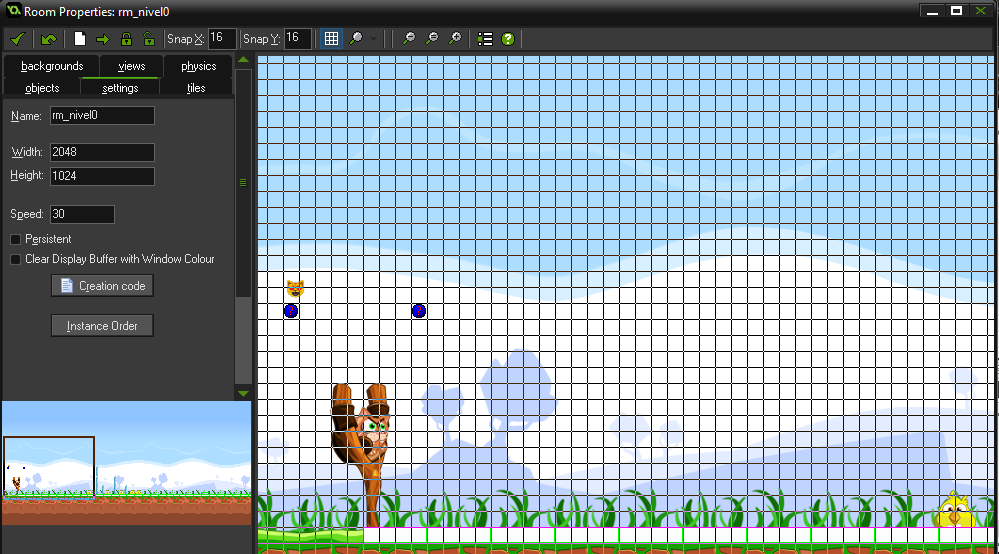 Room Properties: rm_nivel0
Snap X: 16 Snap Y: 16
backgrounds views physics
objects settings tiles
Name: rm_nivel0
Width: 2048
Height: 1024
Speed: 30
Persistent
Clear Display Buffer with Window Colour
Creation code
Instance Order